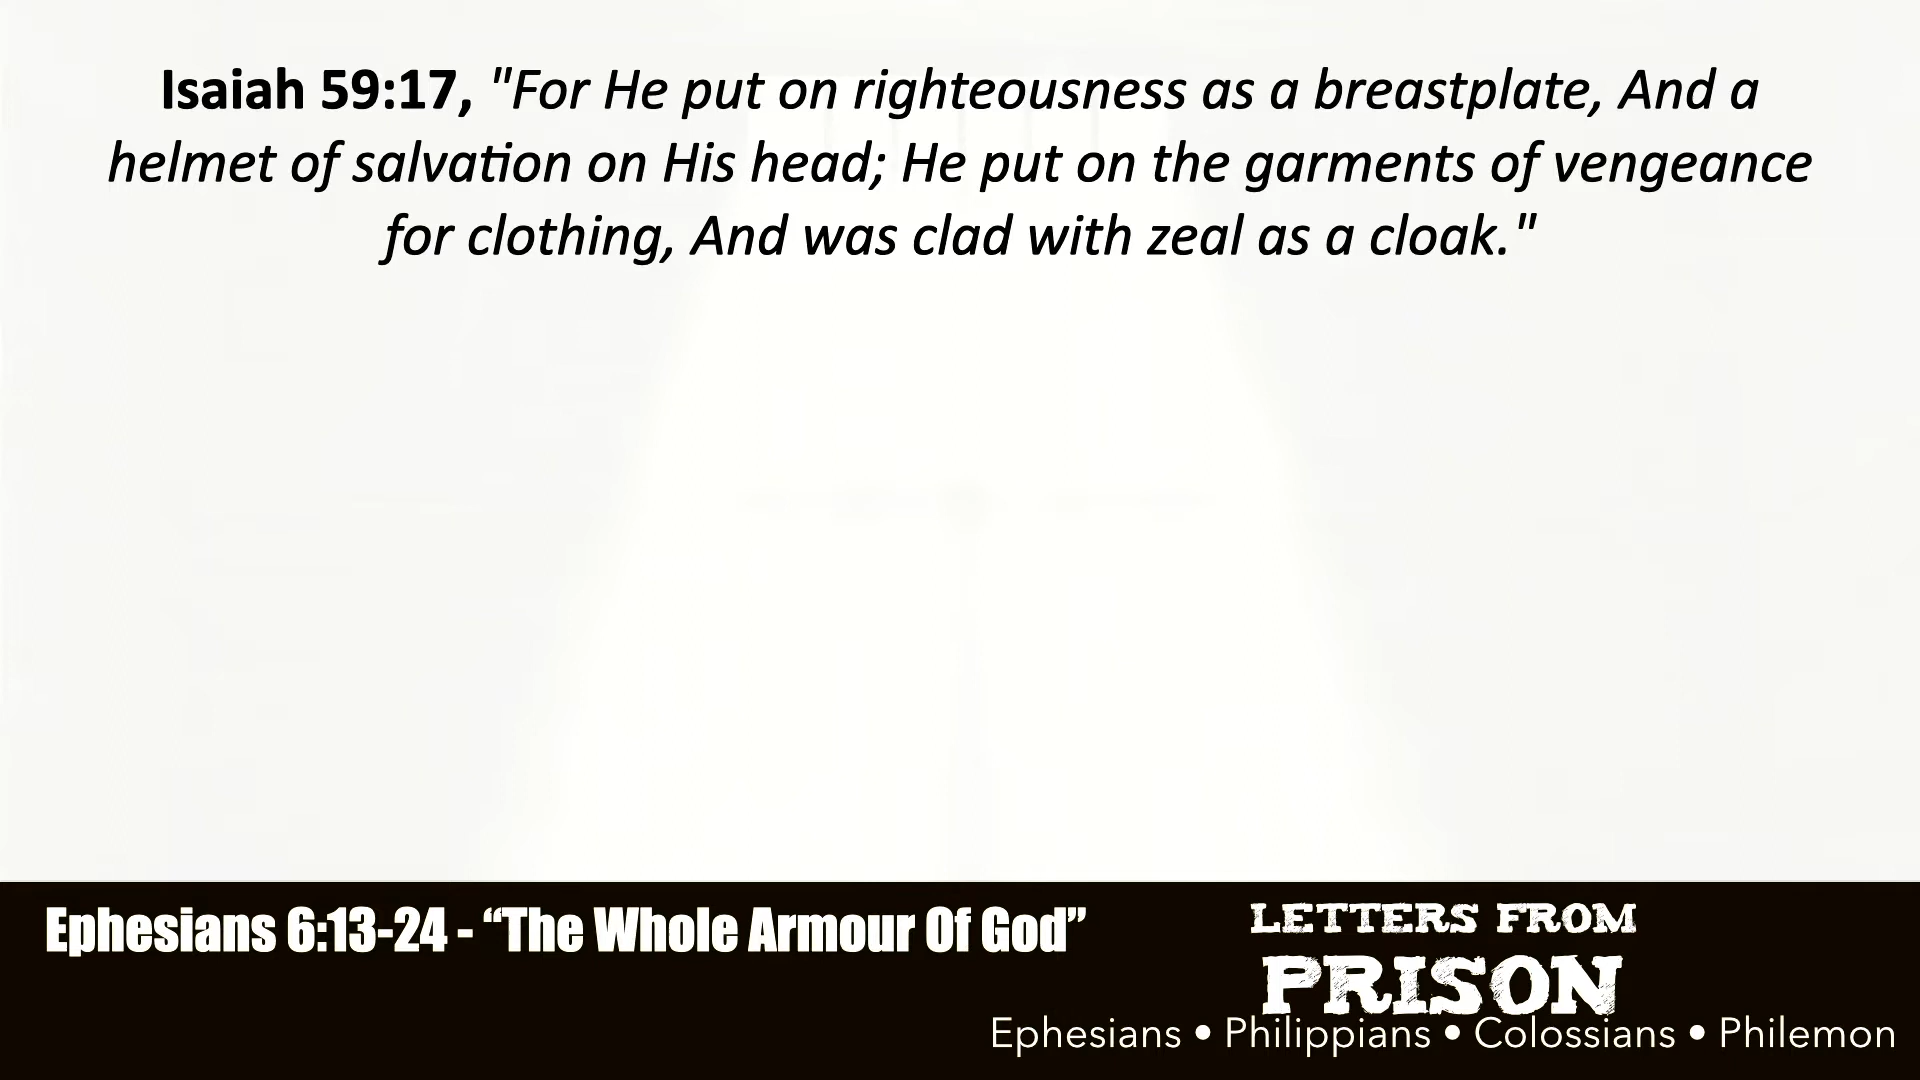 Isaiah 59:17, "For He put on righteousness as a breastplate, And a
helmet of salvation on His head; He put on the garments of vengeance
for clothing, And was clad with zeal as a cloak."
Ephesians 6:13-24 - “The Whole Armour Of God”
LETTERS FROM
PRISON
Ephesians • Philippians • Colossians • Philemon